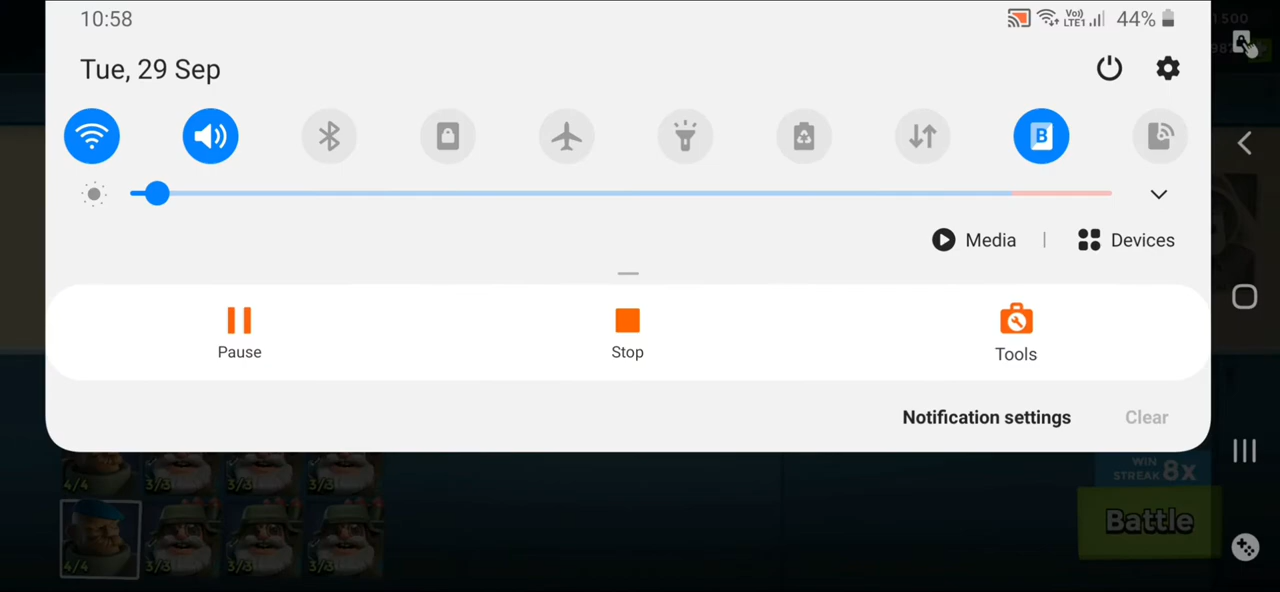 10:58
Vo)) LTE1 44%
1500
Tue, 29 Sep
B
Media | Devices
Pause Stop Tools
Notification settings Clear
4/4 3/3 3/3 3/3
WIN STREAK 8x
Battle
4/4 3/3 3/3 3/3